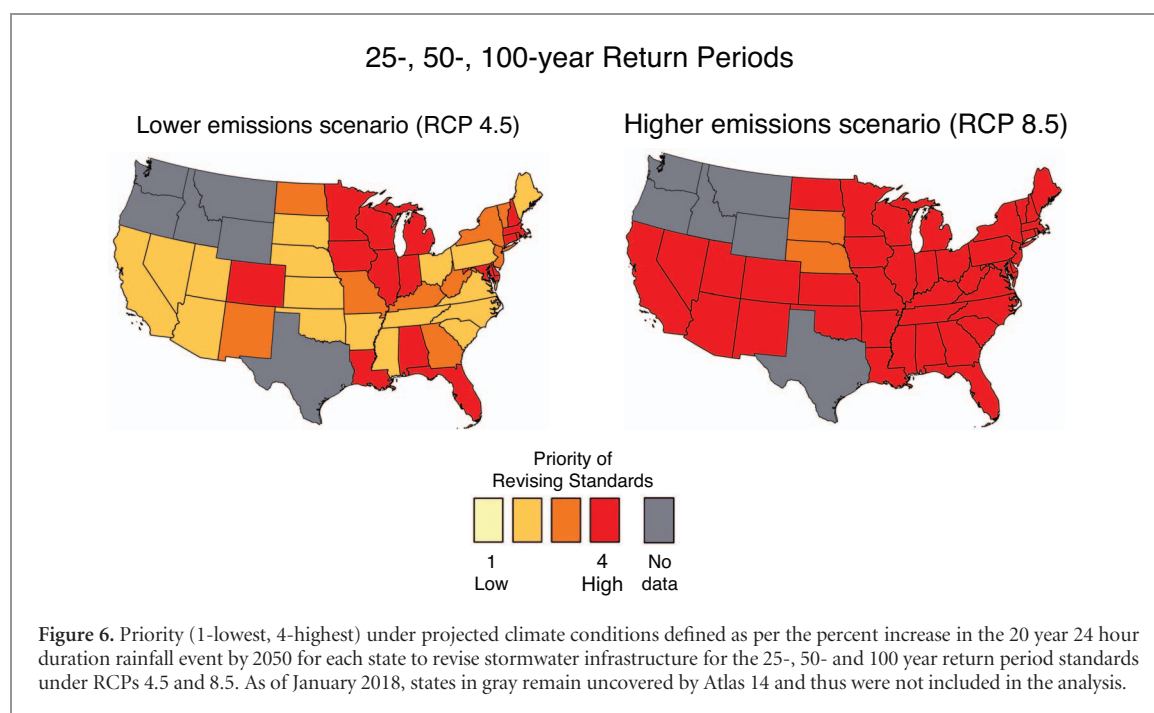 25-, 50-, 100-year Return Periods
Lower emissions scenario (RCP 4.5)
Higher emissions scenario (RCP 8.5)
Priority of
Revising Standards
1
Low
4
High
No
data
Figure 6. Priority (1-lowest, 4-highest) under projected climate conditions defined as per the percent increase in the 20 year 24 hour
duration rainfall event by 2050 for each state to revise stormwater infrastructure for the 25-, 50- and 100 year return period standards
under RCPs 4.5 and 8.5. As of January 2018, states in gray remain uncovered by Atlas 14 and thus were not included in the analysis.